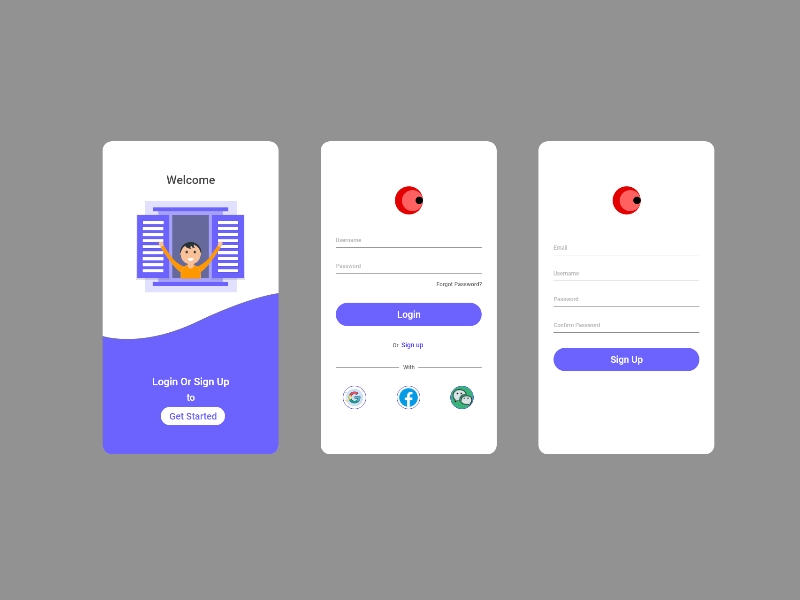 Welcome
Login Or Sign Up
to
Get Started
Username
Password
Forgot Password?
Login
Or Sign up
With
Email
Username
Password
Confirm Password
Sign Up